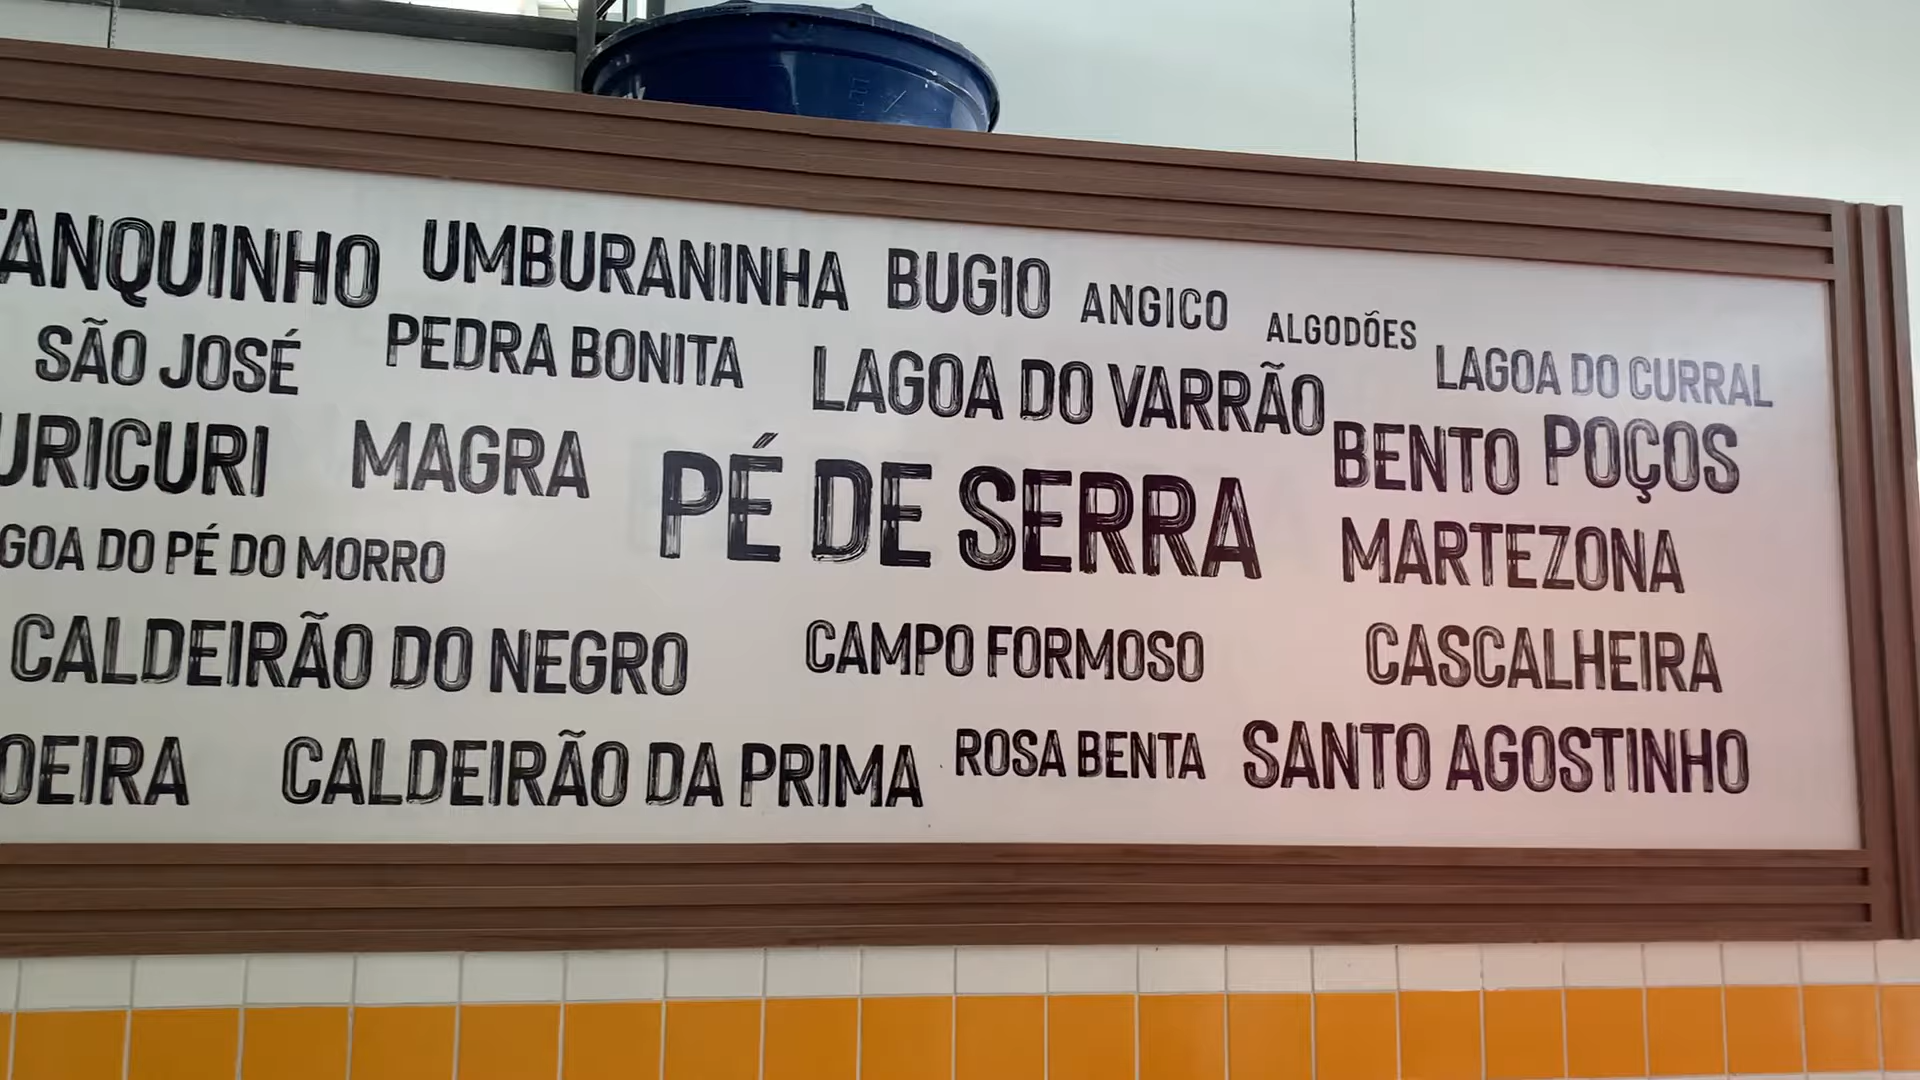 TANQUINHO UMBURANINHA BUGIO ANGICO ALGODÕES
SÃO JOSÉ PEDRA BONITA LAGOA DO VARRÃO LAGOA DO CURRAL
URICURI MAGRA PÉ DE SERRA BENTO POÇOS
GOA DO PÉ DO MORRO MARTEZONA
CALDEIRÃO DO NEGRO CAMPO FORMOSO CASCALHEIRA
OEIRA CALDEIRÃO DA PRIMA ROSA BENTA SANTO AGOSTINHO